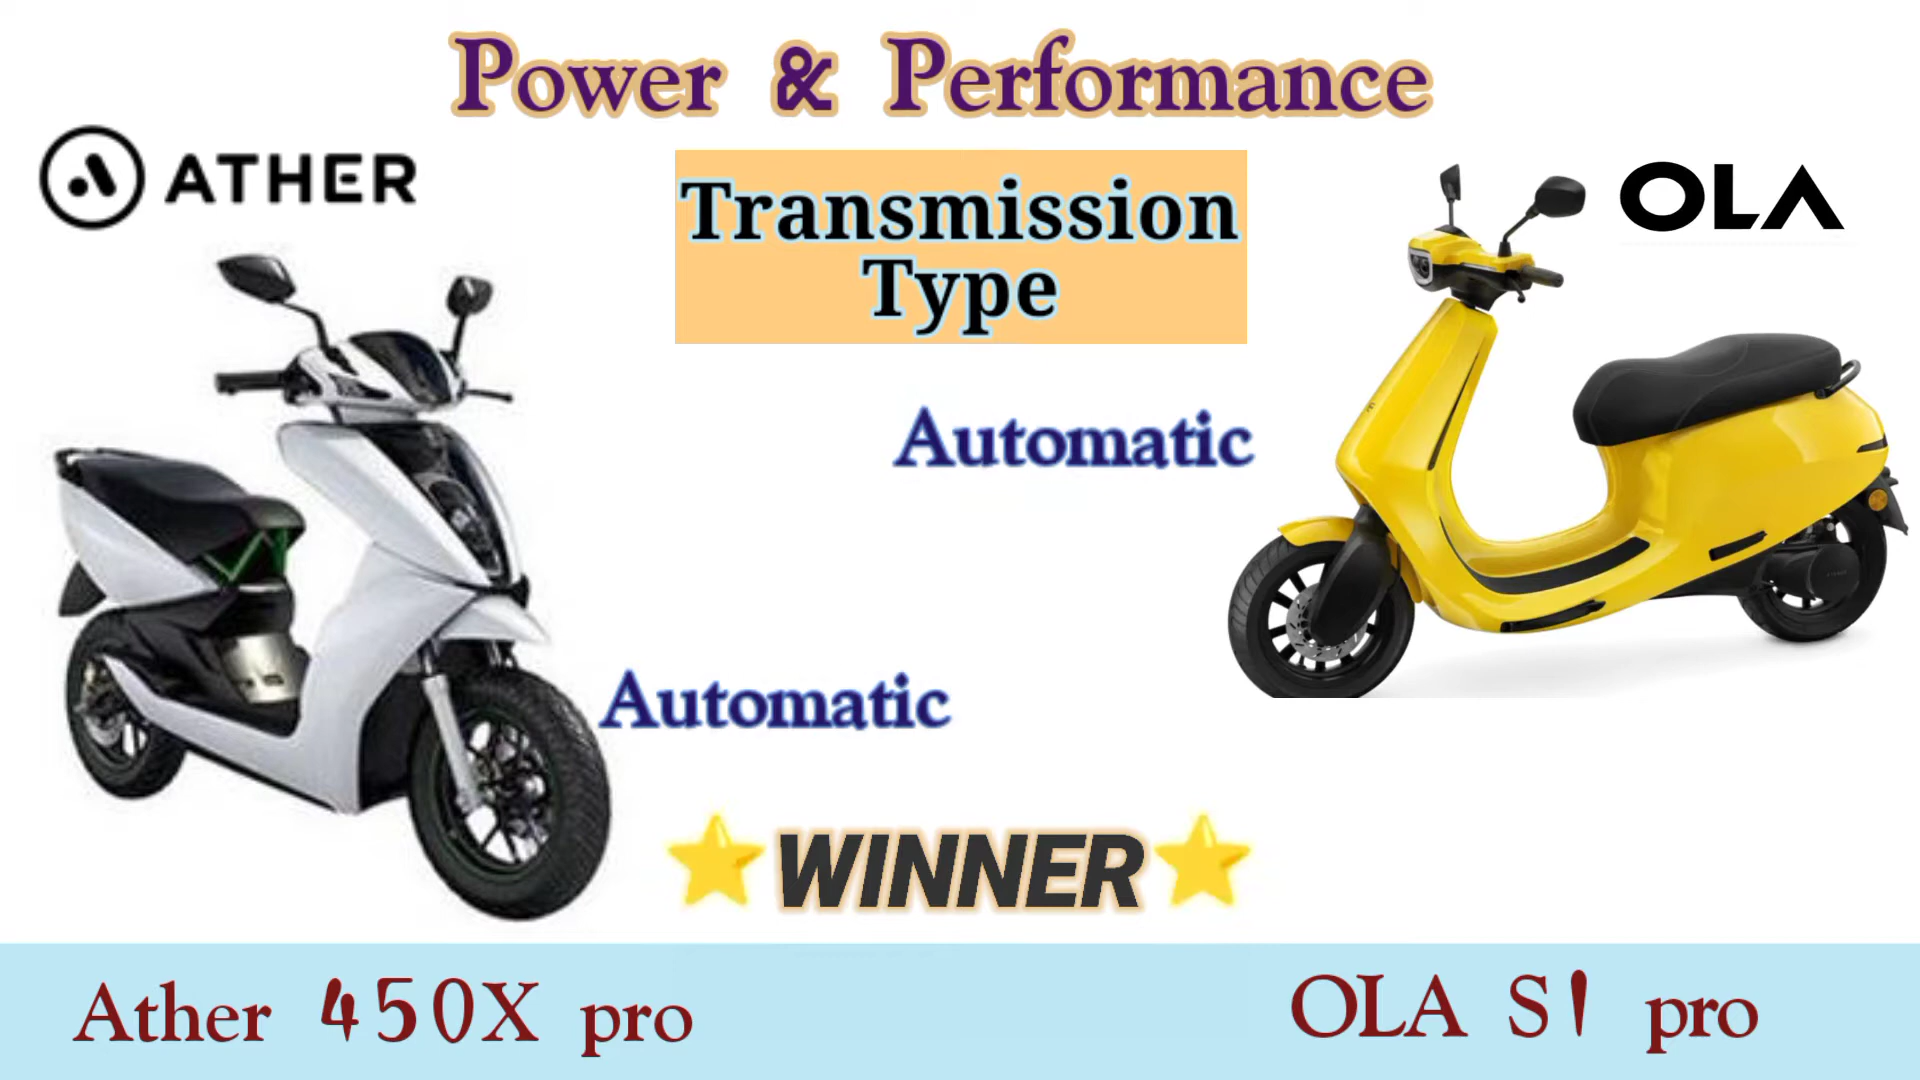 Power & Performance
ATHER
Transmission
Type
OLA
Automatic
Automatic
WINNER
Ather 450X pro
OLA S1 pro